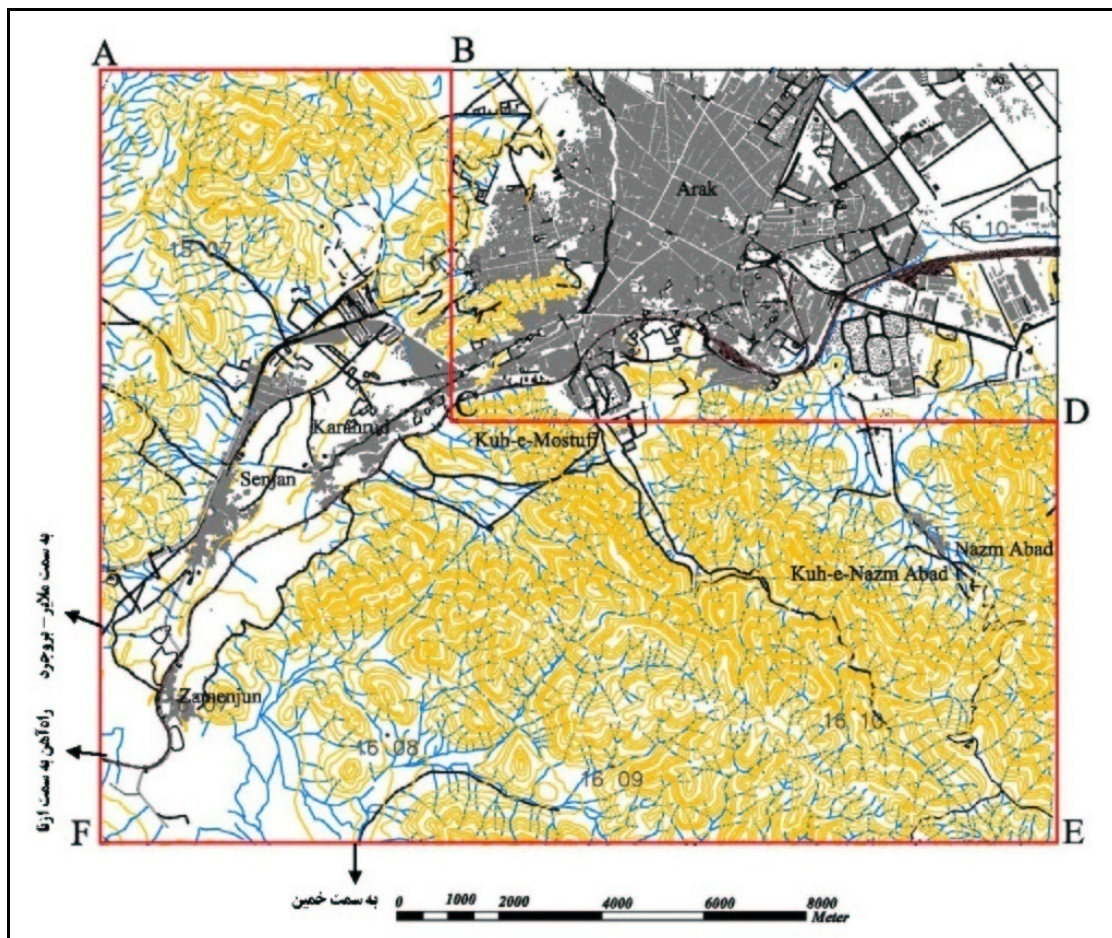 A
B
Arak
15 07
16 10
16 09
C
D
Karahrud
Kuh-e-Mostufi
Senjan
Nazm Abad
Kuh-e-Nazm Abad
به سمت ملایر – بروجرد
Zamenjun
16 10
16 08
راه آهن به سمت ازنا
16 09
F
E
به سمت خمین
0 1000 2000 4000 6000 8000
Meter